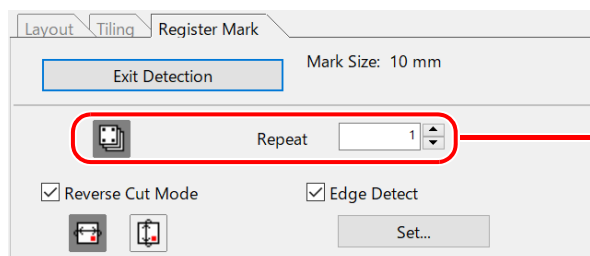 Layout Tiling Register Mark
Exit Detection
Mark Size: 10 mm
Repeat 1
Reverse Cut Mode Edge Detect
Set...